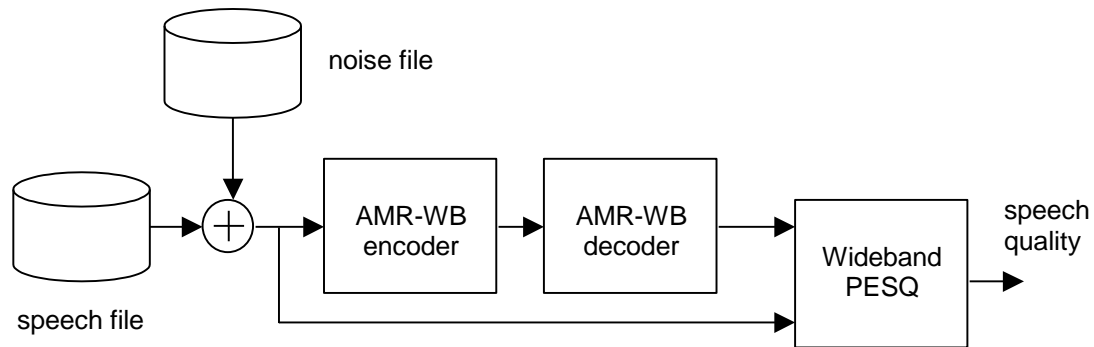 noise file
speech file
AMR-WB
encoder
AMR-WB
decoder
Wideband
PESQ
speech
quality